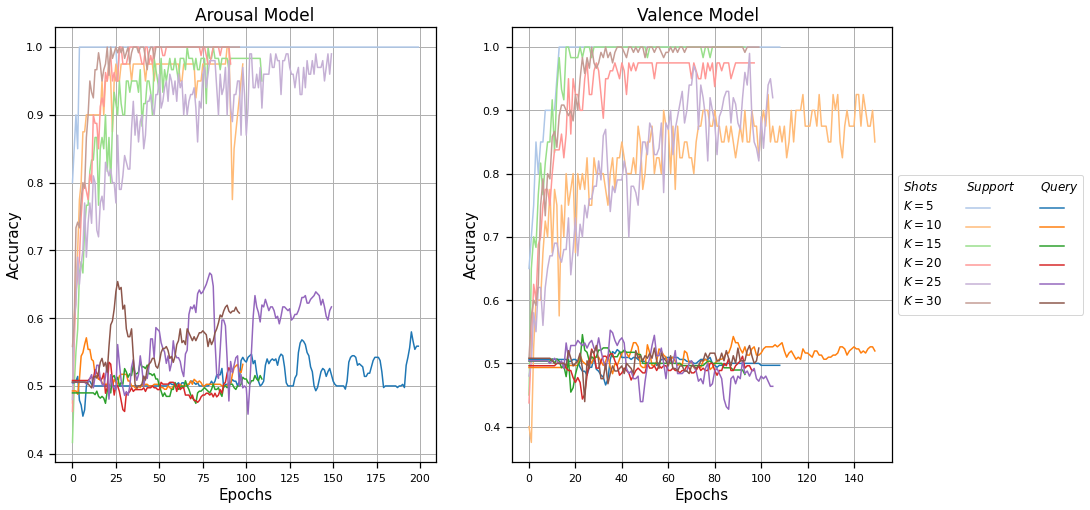 Arousal Model
Accuracy
1.0
0.9
0.8
0.7
0.6
0.5
0.4
0 25 50 75 100 125 150 175 200
Epochs
Valence Model
Accuracy
1.0
0.9
0.8
0.7
0.6
0.5
0.4
0 20 40 60 80 100 120 140
Epochs
Shots Support Query
K = 5
K = 10
K = 15
K = 20
K = 25
K = 30